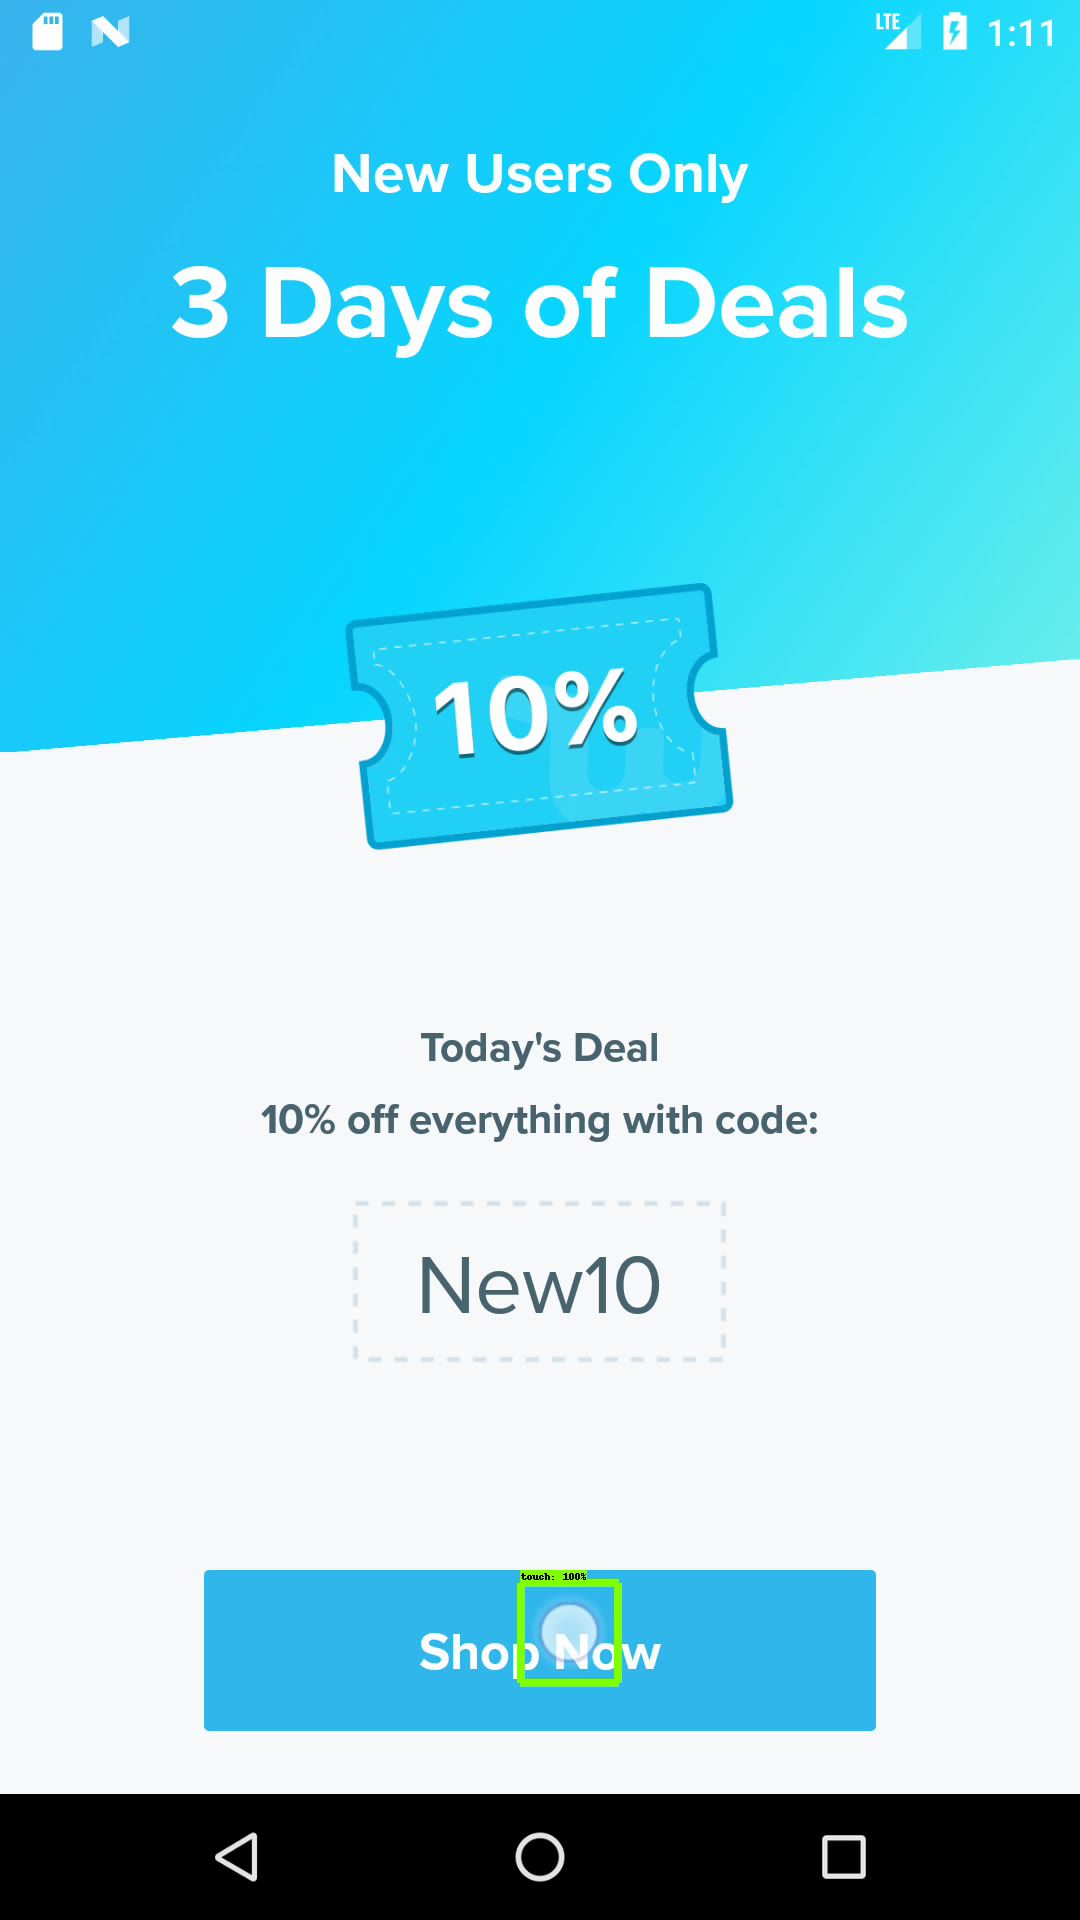 LTE 1:11
New Users Only
3 Days of Deals
10%
Today's Deal
10% off everything with code:
New10
touch: 100%
Shop Now